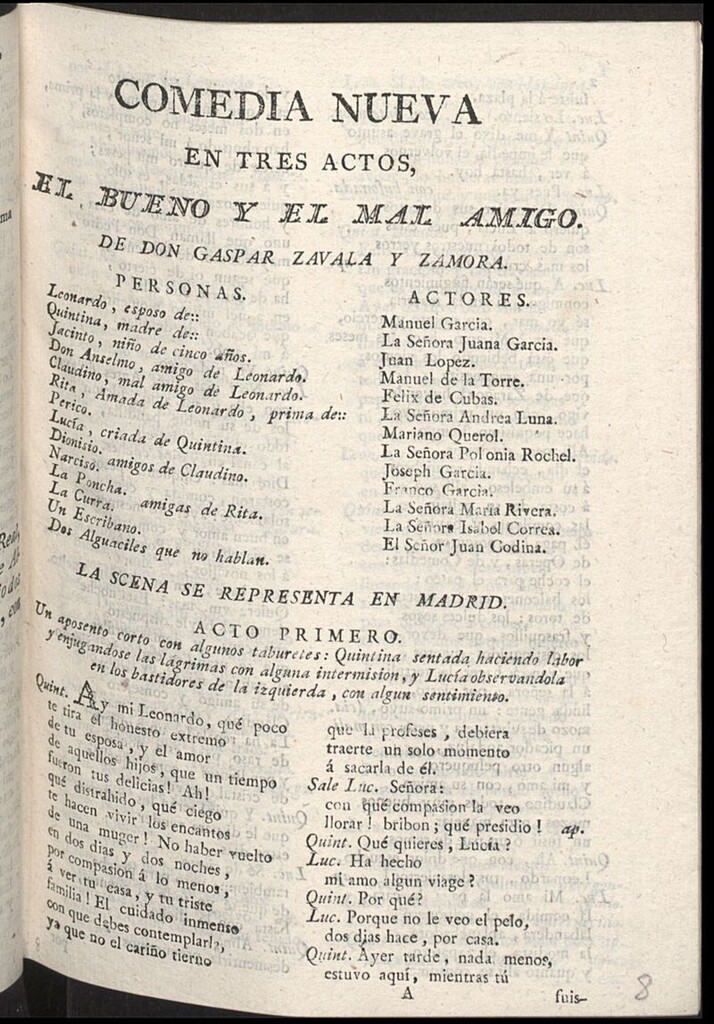 COMEDIA NUEVA
EN TRES ACTOS,
EL BUENO Y EL MAL AMIGO.
DE DON GASPAR ZAVALA Y ZAMORA.
PERSONAS.
Leonardo, esposo de::
Quintina, madre de::
Jacinto, niño de cinco años.
Don Anselmo, amigo de Leonardo.
Claudino, mal amigo de Leonardo.
Rita, Amada de Leonardo, prima de::
Perico.
Lucía, criada de Quintina.
Dionisio.
Narciso. amigos de Claudino.
La Poncha.
La Curra. amigas de Rita.
Un Escribano.
Dos Alguaciles que no hablan.
ACTORES.
Manuel Garcia.
La Señora Juana Garcia.
Juan Lopez.
Manuel de la Torre.
Felix de Cubas.
La Señora Andrea Luna.
Mariano Querol.
La Señora Polonia Rochel.
Joseph Garcia.
Franco Garcia.
La Señora Maria Rivera.
La Señora Isabel Correa.
El Señor Juan Codina.
LA SCENA SE REPRESENTA EN MADRID.
ACTO PRIMERO.
Un aposento corto con algunos taburetes: Quintina sentada haciendo labor
y enjugandose las lágrimas con alguna intermision, y Lucía observandola
en los bastidores de la izquierda, con algun sentimiento.
Quint. Ay mi Leonardo, qué poco
te tira el honesto extremo
de tu esposa, y el amor
de aquellos hijos, que un tiempo
fueron tus delicias! Ah!
qué distrahido, qué ciego
te hacen vivir los encantos
de una muger! No haber vuelto
en dos dias y dos noches,
por compasión á lo menos,
á ver tu casa, y tu triste
familia! El cuidado inmenso
con que debes contemplarla,
ya que no el cariño tierno
que la profeses, debiera
traerte un solo momento
á sacarla de él.
Sale Luc. Señora:
con qué compasion la veo
llorar! bribon; qué presidio! ap.
Quint. Qué quieres, Lucía?
Luc. Ha hecho
mi amo algun viage?
Quint. Por qué?
Luc. Porque no le veo el pelo,
dos dias hace, por casa.
Quint. Ayer tarde, nada menos,
estuvo aquí, mientras tú
A
fuis-
8